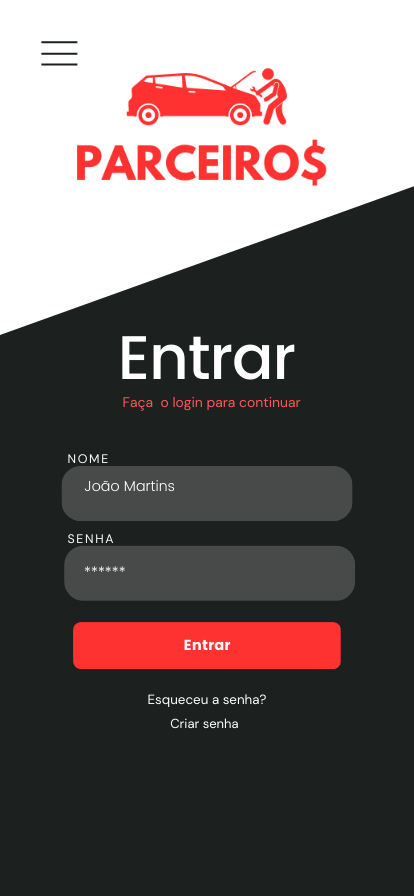 PARCEIRO$
Entrar
Faça o login para continuar
NOME
João Martins
SENHA
******
Entrar
Esqueceu a senha?
Criar senha